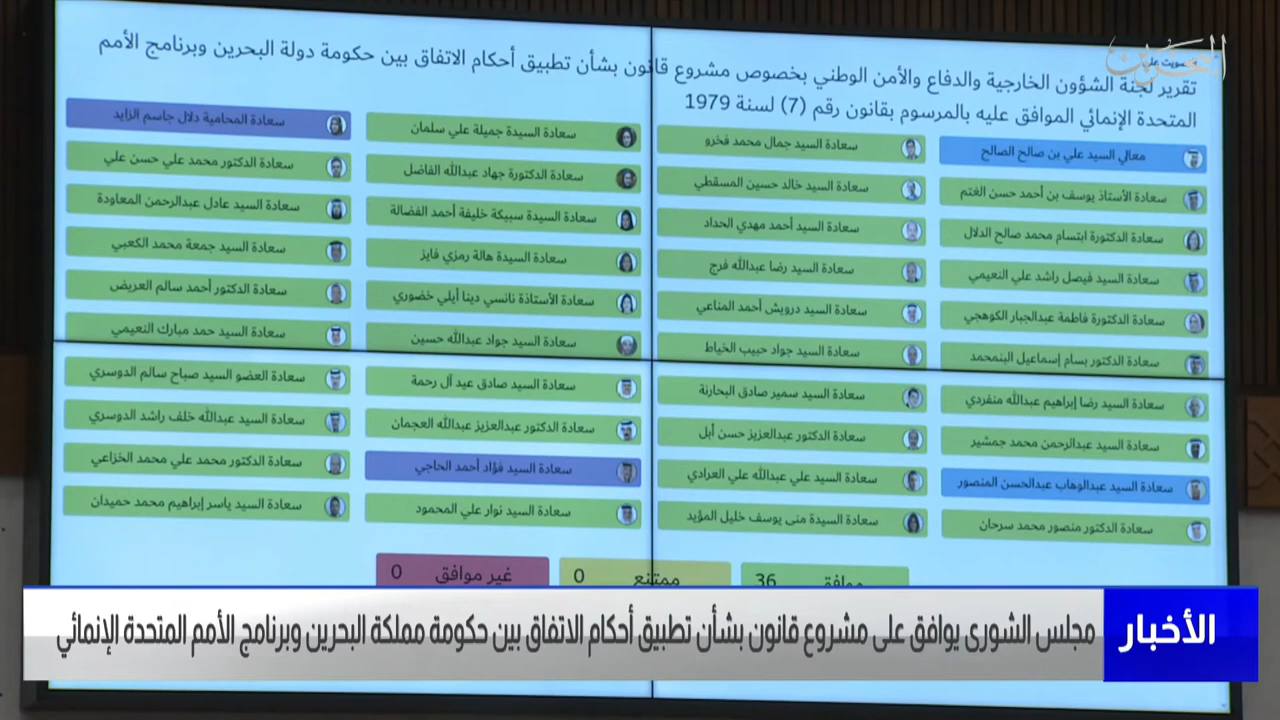 البحرين
تصويت على
تقرير لجنة الشؤون الخارجية والدفاع والأمن الوطني بخصوص مشروع قانون بشأن تطبيق أحكام الاتفاق بين حكومة دولة البحرين وبرنامج الأمم
المتحدة الإنمائي الموافق عليه بالمرسوم بقانون رقم (7) لسنة 1979
معالي السيد علي بن صالح الصالح
سعادة الأستاذ يوسف بن أحمد حسن الغتم
سعادة الدكتورة ابتسام محمد صالح الدلال
سعادة السيد فيصل راشد علي النعيمي
سعادة الدكتورة فاطمة عبدالجبار الكوهجي
سعادة الدكتور بسام إسماعيل البنمحمد
سعادة السيد رضا إبراهيم عبدالله منفردي
سعادة السيد عبدالرحمن محمد جمشير
سعادة السيد عبدالوهاب عبدالحسن المنصور
سعادة الدكتور منصور محمد سرحان
سعادة السيد جمال محمد فخرو
سعادة السيد خالد حسين المسقطي
سعادة السيد أحمد مهدي الحداد
سعادة السيد رضا عبدالله فرج
سعادة السيد درويش أحمد المناعي
سعادة السيد جواد حبيب الخياط
سعادة السيد سمير صادق البحارنة
سعادة الدكتور عبدالعزيز حسن أبل
سعادة السيد علي عبدالله علي العرادي
سعادة السيدة منى يوسف خليل المؤيد
سعادة السيدة جميلة علي سلمان
سعادة الدكتورة جهاد عبدالله الفاضل
سعادة السيدة سبيكة خليفة أحمد الفضالة
سعادة السيدة هالة رمزي فايز
سعادة الأستاذة نانسي دينا أيلي خضوري
سعادة السيد جواد عبدالله حسين
سعادة السيد صادق عيد آل رحمة
سعادة الدكتور عبدالعزيز عبدالله العجمان
سعادة السيد فؤاد أحمد الحاجي
سعادة السيد نوار علي المحمود
سعادة المحامية دلال جاسم الزايد
سعادة الدكتور محمد علي حسن علي
سعادة السيد عادل عبدالرحمن المعاودة
سعادة السيد جمعة محمد الكعبي
سعادة الدكتور أحمد سالم العريض
سعادة السيد حمد مبارك النعيمي
سعادة العضو السيد صباح سالم الدوسري
سعادة السيد عبدالله خلف راشد الدوسري
سعادة الدكتور محمد علي محمد الخزاعي
سعادة السيد ياسر إبراهيم محمد حميدان
موافق 36
ممتنع 0
غير موافق 0
الأخبار
مجلس الشورى يوافق على مشروع قانون بشأن تطبيق أحكام الاتفاق بين حكومة مملكة البحرين وبرنامج الأمم المتحدة الإنمائي